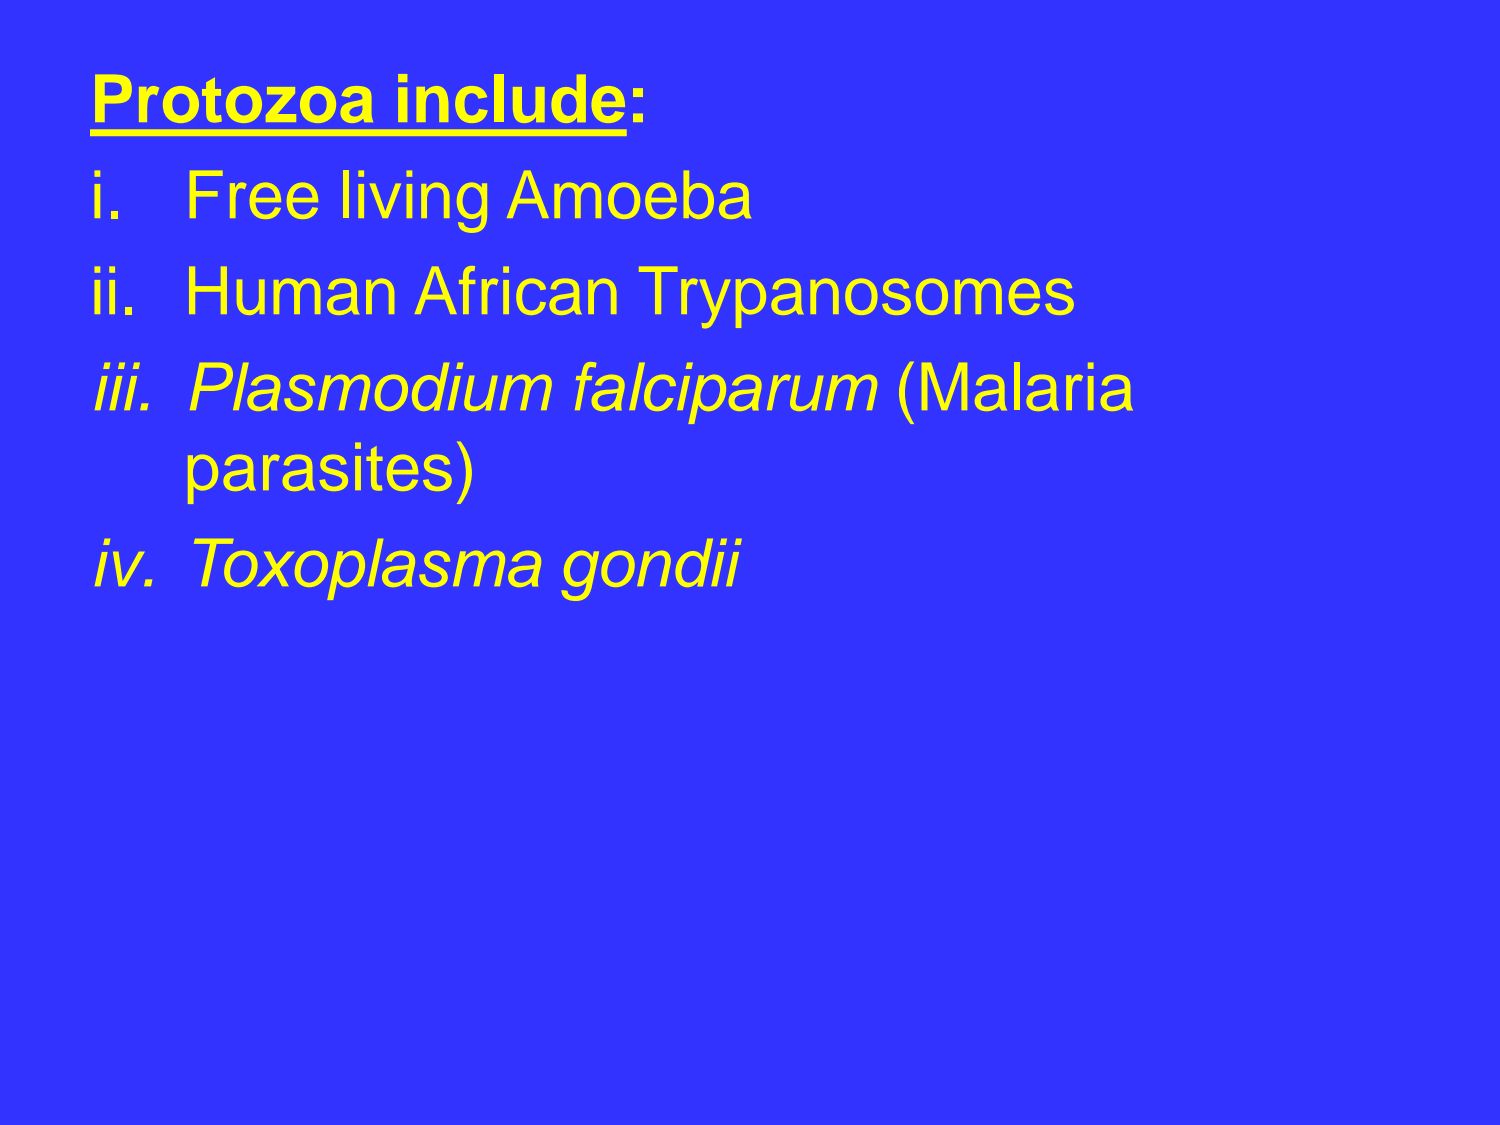 Protozoa include:
i. Free living Amoeba
ii. Human African Trypanosomes
iii. Plasmodium falciparum (Malaria
parasites)
iv. Toxoplasma gondii